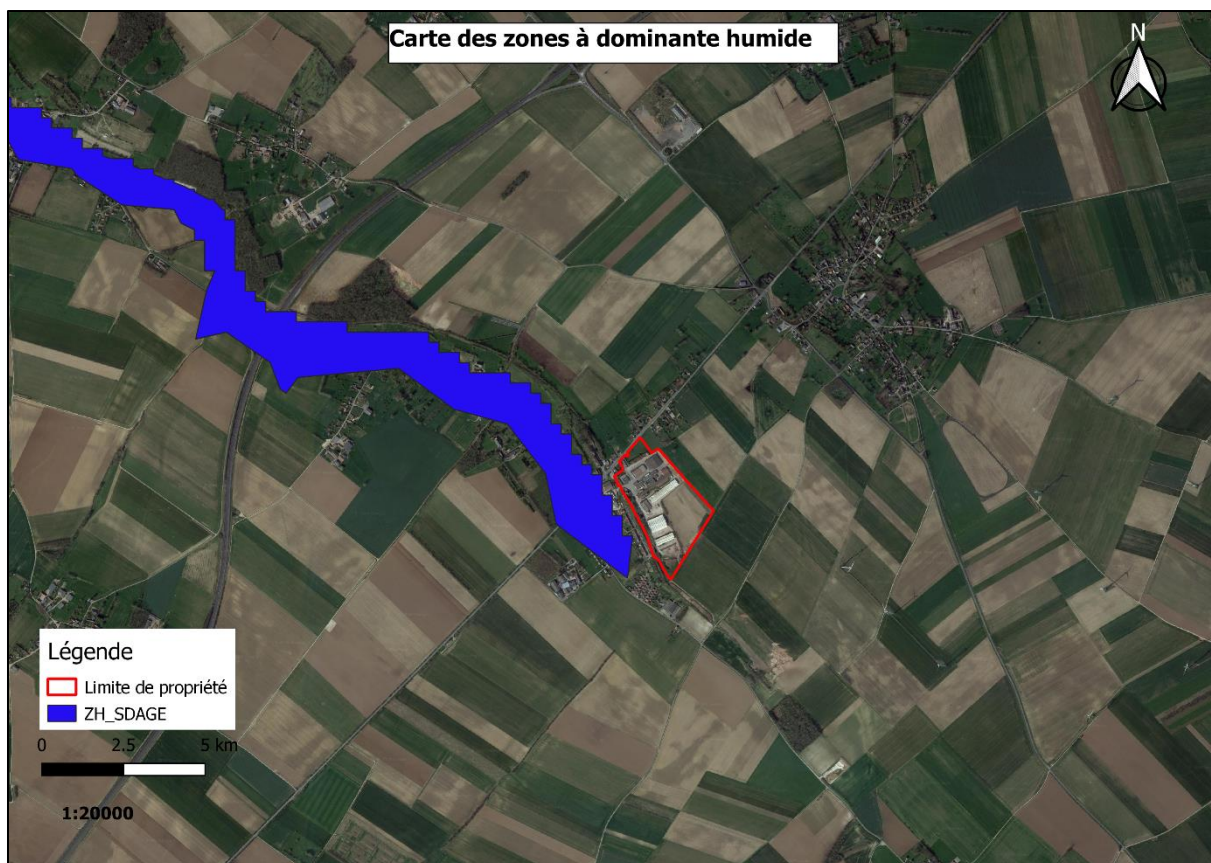 Carte des zones à dominante humide
N
Légende
Limite de propriété
ZH_SDAGE
0 2.5 5 km
1:20000